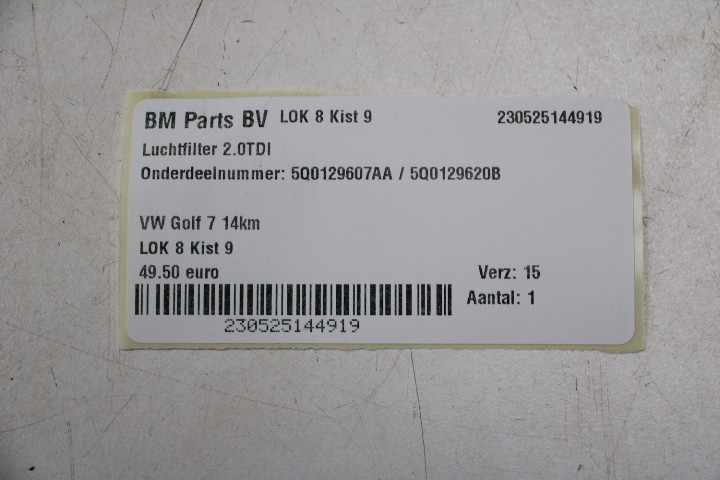 BM Parts BV LOK 8 Kist 9 230525144919
Luchtfilter 2.0TDI
Onderdeelnummer: 5Q0129607AA / 5Q0129620B
VW Golf 7 14km
LOK 8 Kist 9
49.50 euro Verz: 15
Aantal: 1
230525144919